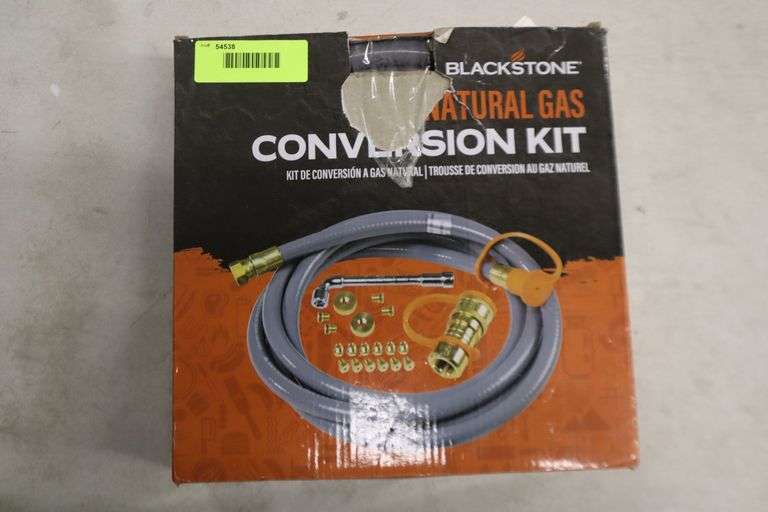 54538
BLACKSTONE
NATURAL GAS
CONVERSION KIT
KIT DE CONVERSIÓN A GAS NATURAL | TROUSSE DE CONVERSION AU GAZ NATUREL